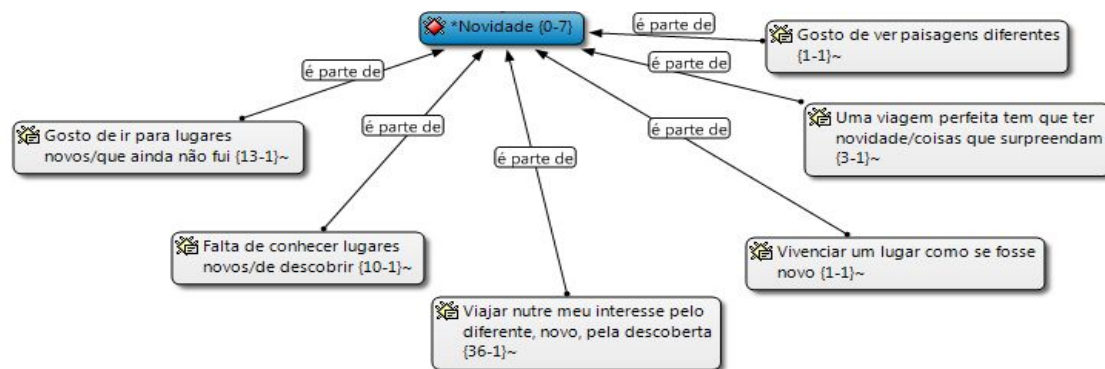 *Novidade {0-7}
é parte de
Gosto de ver paisagens diferentes
{1-1}~
é parte de
é parte de
Uma viagem perfeita tem que ter
novidade/coisas que surpreendam
{3-1}~
é parte de
é parte de
Gosto de ir para lugares
novos/que ainda não fui {13-1}~
é parte de
Falta de conhecer lugares
novos/de descobrir {10-1}~
Vivenciar um lugar como se fosse
novo {1-1}~
Viajar nutre meu interesse pelo
diferente, novo, pela descoberta
{36-1}~